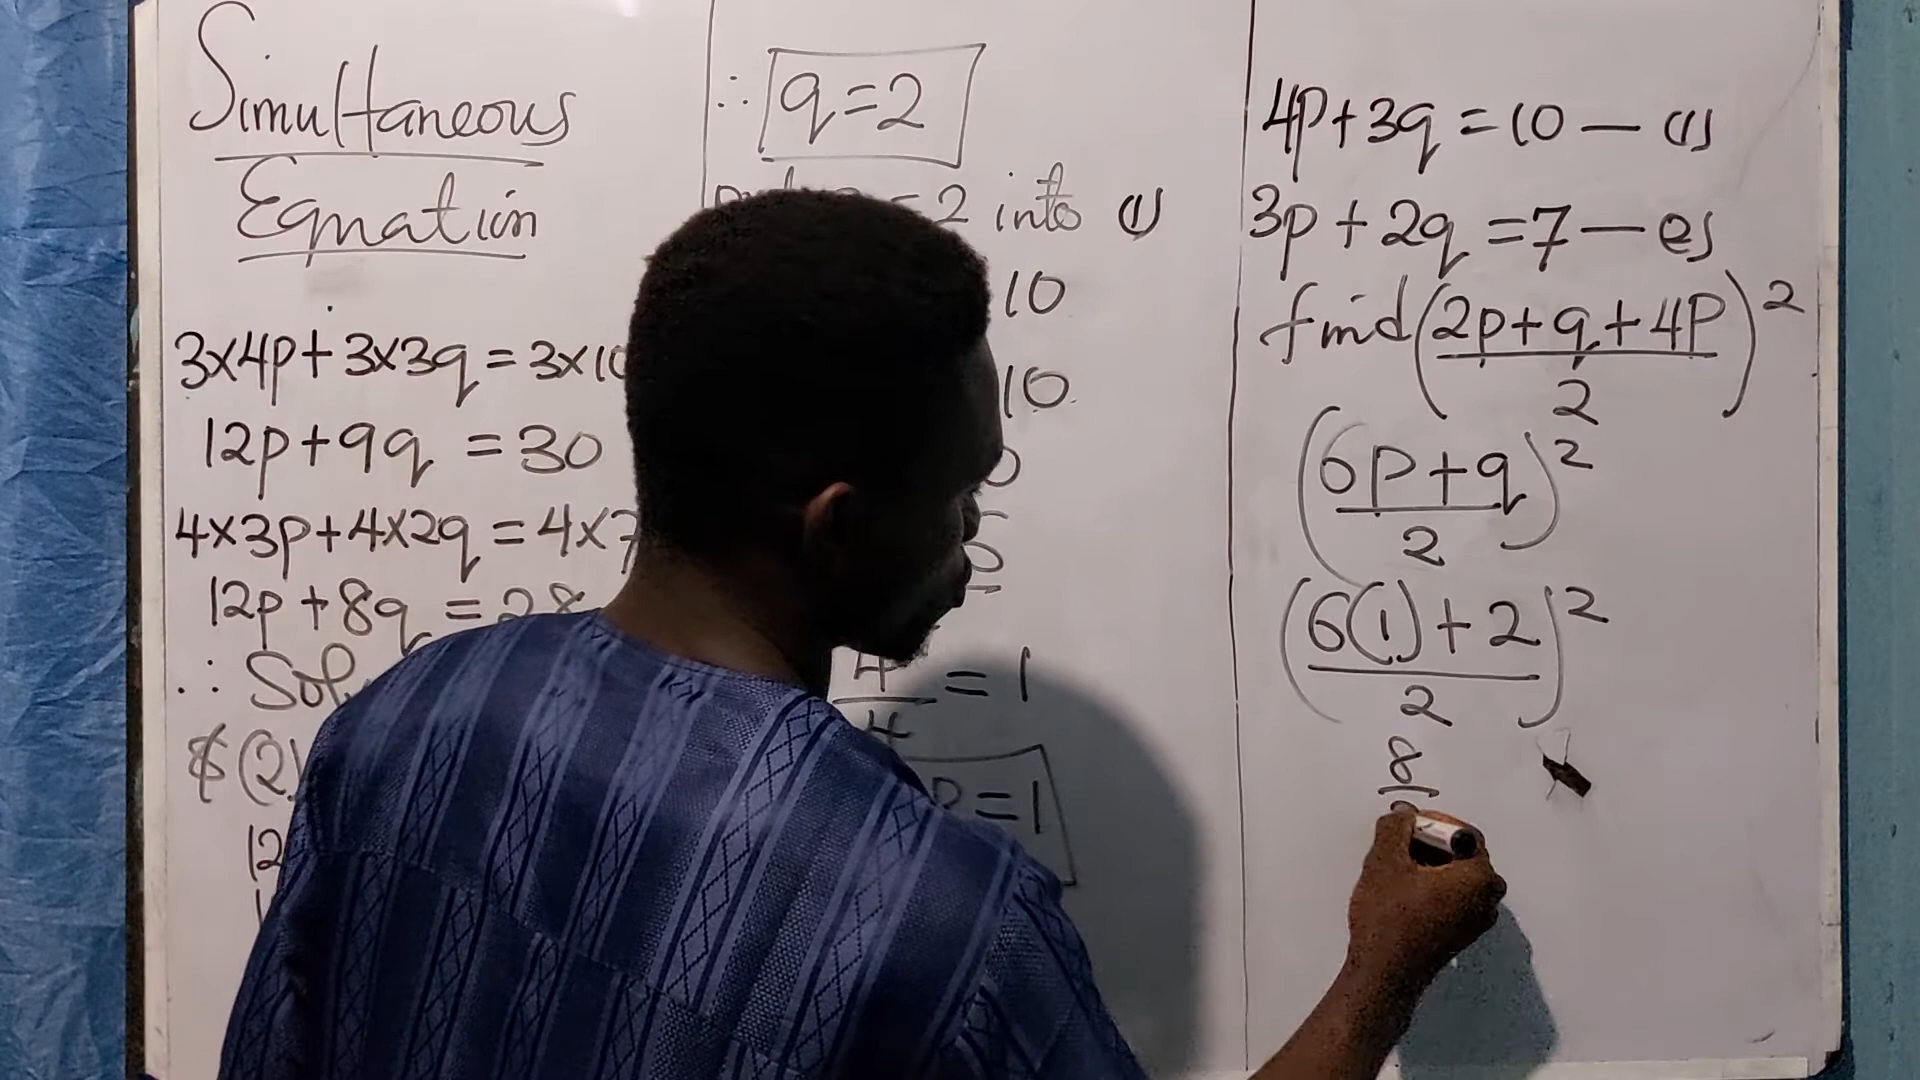 Simultaneous
Equation
3x4p+3x3q=3x10
12p+9q=30
4x3p+4x2q=4x7
12p+8q=28
∴
(2)
12
∴ q=2
=2 into (1)
10
10
4/4=1
P=1
4p+3q=10—(1)
3p+2q=7—(2)
find ((2p+q+4P)/2)²
((6p+q)/2)²
((6(1)+2)/2)²
8